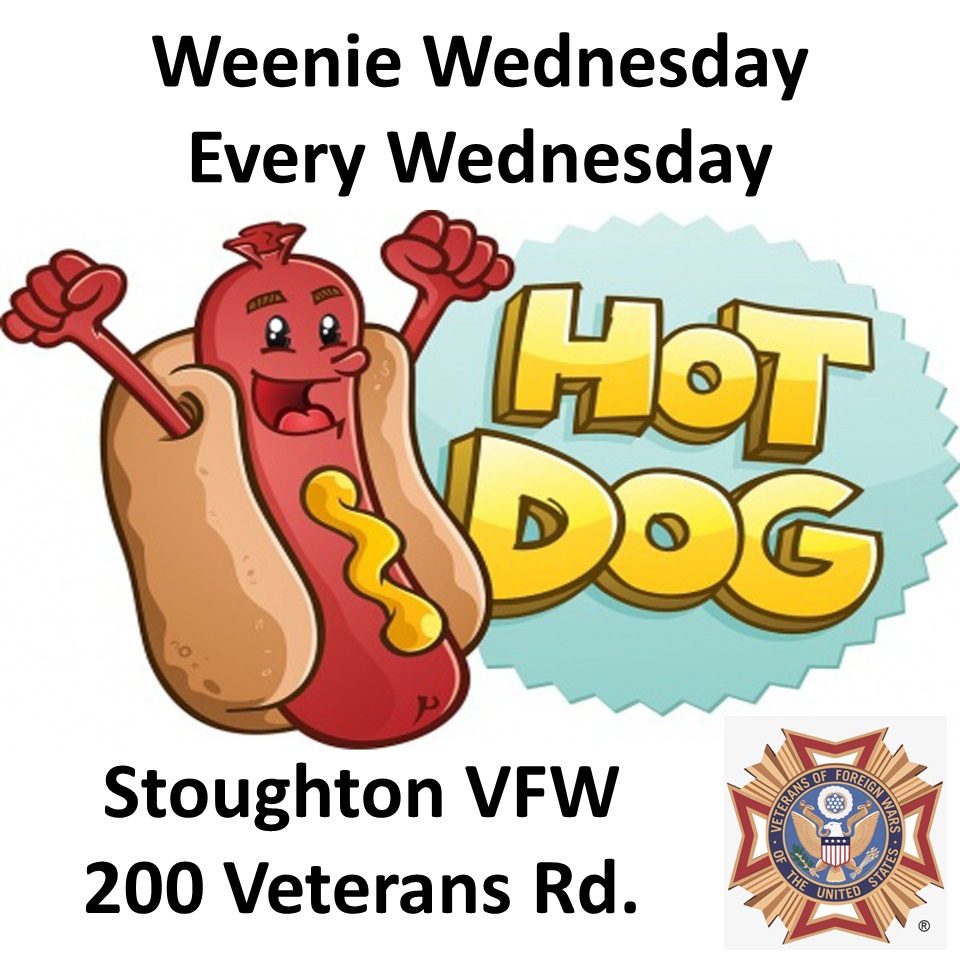 Weenie Wednesday
Every Wednesday
HOT
DOG
Stoughton VFW
200 Veterans Rd.
VETERANS OF FOREIGN WARS
OF THE UNITED STATES
®